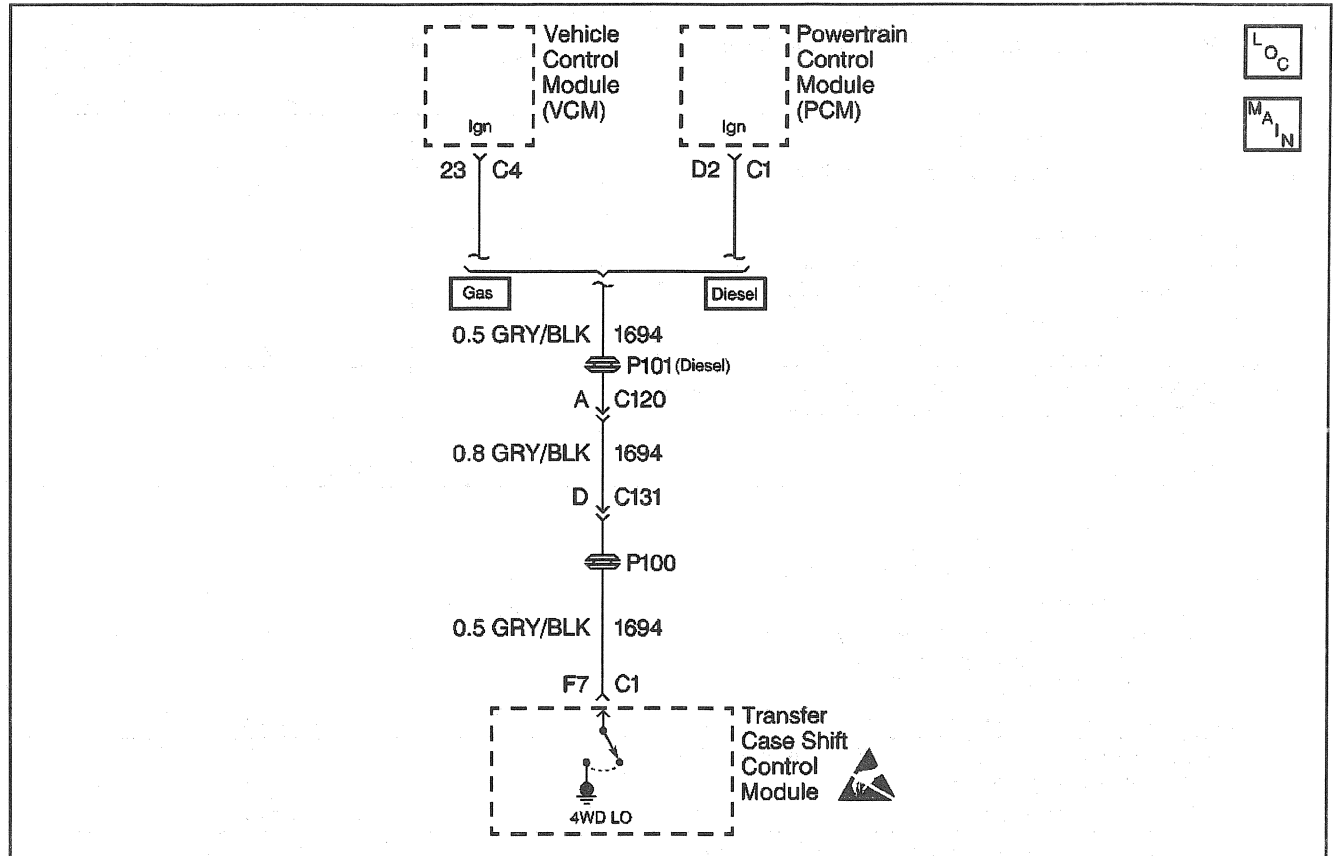 Vehicle
Control
Module
(VCM)
Ign
23 C4
Powertrain
Control
Module
(PCM)
Ign
D2 C1
LOC
MAIN
Gas
Diesel
0.5 GRY/BLK 1694
P101 (Diesel)
A C120
0.8 GRY/BLK 1694
D C131
P100
0.5 GRY/BLK 1694
F7 C1
Transfer
Case Shift
Control
Module
4WD LO